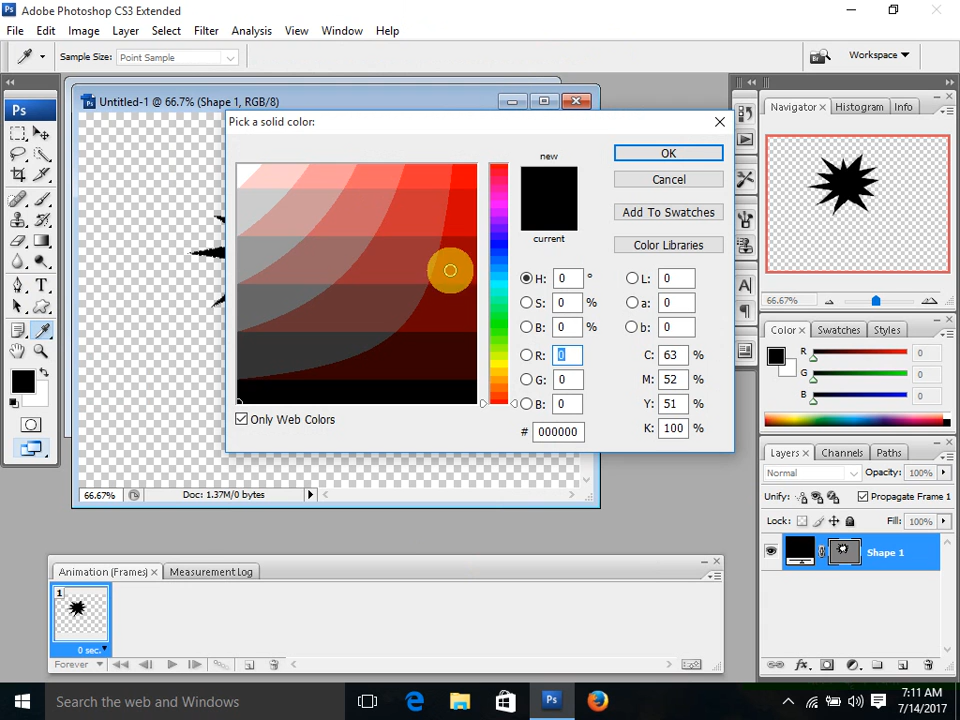 Ps Adobe Photoshop CS3 Extended
File Edit Image Layer Select Filter Analysis View Window Help
Sample Size: Point Sample Workspace
Ps Untitled-1 @ 66.7% (Shape 1, RGB/8)
Pick a solid color:
new
current
OK
Cancel
Add To Swatches
Color Libraries
H: 0 °
S: 0 %
B: 0 %
R: 0
G: 0
B: 0
# 000000
L: 0
a: 0
b: 0
C: 63 %
M: 52 %
Y: 51 %
K: 100 %
Only Web Colors
66.67% Doc: 1.37M/0 bytes
Ps
T
Navigator Histogram Info
66.67%
Color Swatches Styles
R 0
G 0
B 0
Layers Channels Paths
Normal Opacity: 100%
Unify: Propagate Frame 1
Lock: Fill: 100%
Shape 1
fx
Animation (Frames) Measurement Log
1
0 sec.
Forever
Search the web and Windows
Ps
7:11 AM
7/14/2017